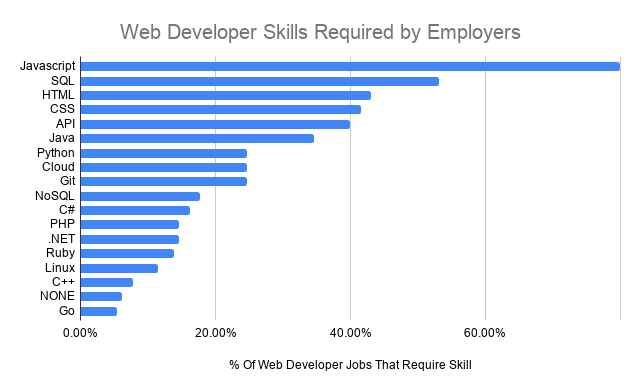 Web Developer Skills Required by Employers
Javascript
SQL
HTML
CSS
API
Java
Python
Cloud
Git
NoSQL
C#
PHP
.NET
Ruby
Linux
C++
NONE
Go
0.00% 20.00% 40.00% 60.00%
% Of Web Developer Jobs That Require Skill